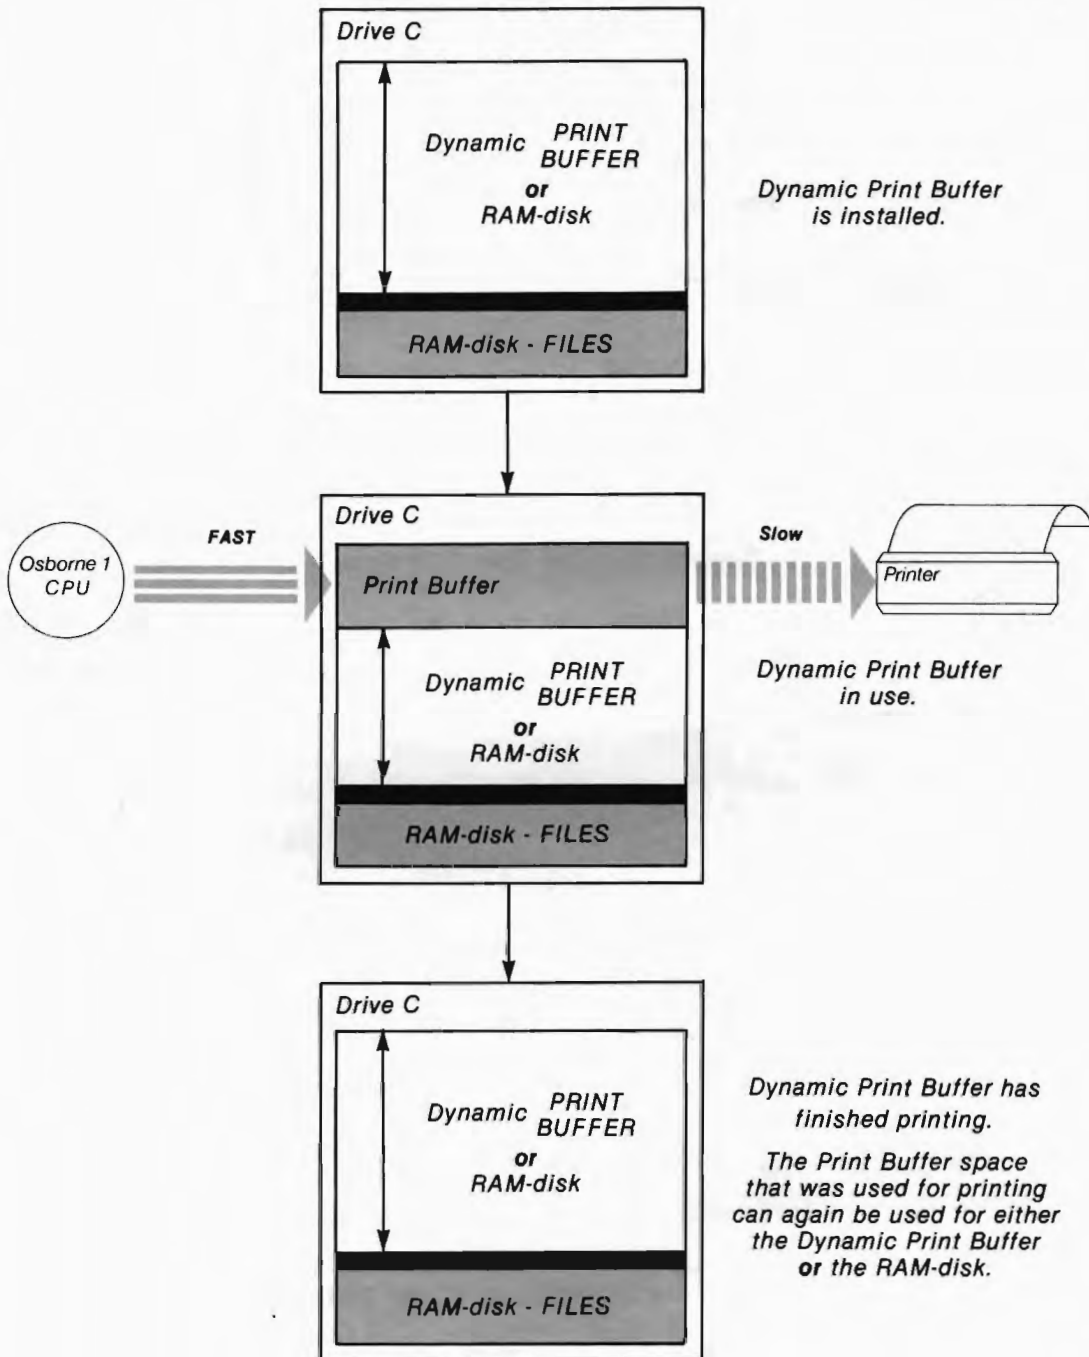 Drive C
Dynamic PRINT
BUFFER
or
RAM-disk
RAM-disk - FILES
Dynamic Print Buffer
is installed.
Osborne 1
CPU
FAST
Drive C
Print Buffer
Dynamic PRINT
BUFFER
or
RAM-disk
RAM-disk - FILES
Slow
Printer
Dynamic Print Buffer
in use.
Drive C
Dynamic PRINT
BUFFER
or
RAM-disk
RAM-disk - FILES
Dynamic Print Buffer has
finished printing.
The Print Buffer space
that was used for printing
can again be used for either
the Dynamic Print Buffer
or the RAM-disk.